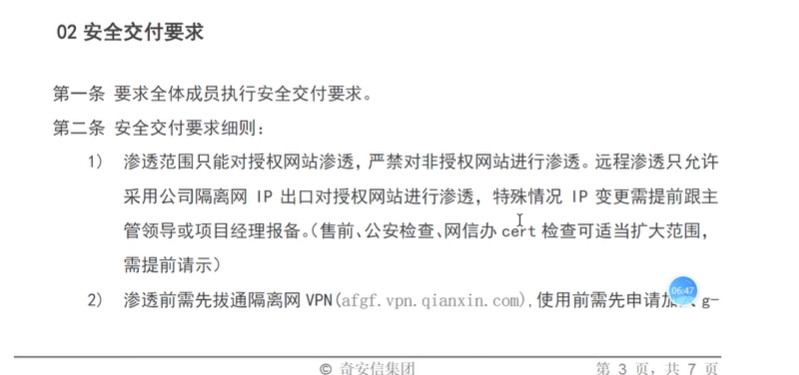 02 安全交付要求
第一条 要求全体成员执行安全交付要求。
第二条 安全交付要求细则：
1) 渗透范围只能对授权网站渗透，严禁对非授权网站进行渗透。远程渗透只允许
采用公司隔离网 IP 出口对授权网站进行渗透，特殊情况 IP 变更需提前跟主
管领导或项目经理报备。（售前、公安检查、网信办 cert 检查可适当扩大范围，
需提前请示）
2) 渗透前需先拔通隔离网 VPN(afgf.vpn.qianxin.com),使用前需先申请加入 g-
06:47
© 奇安信集团
第 3 页，共 7 页